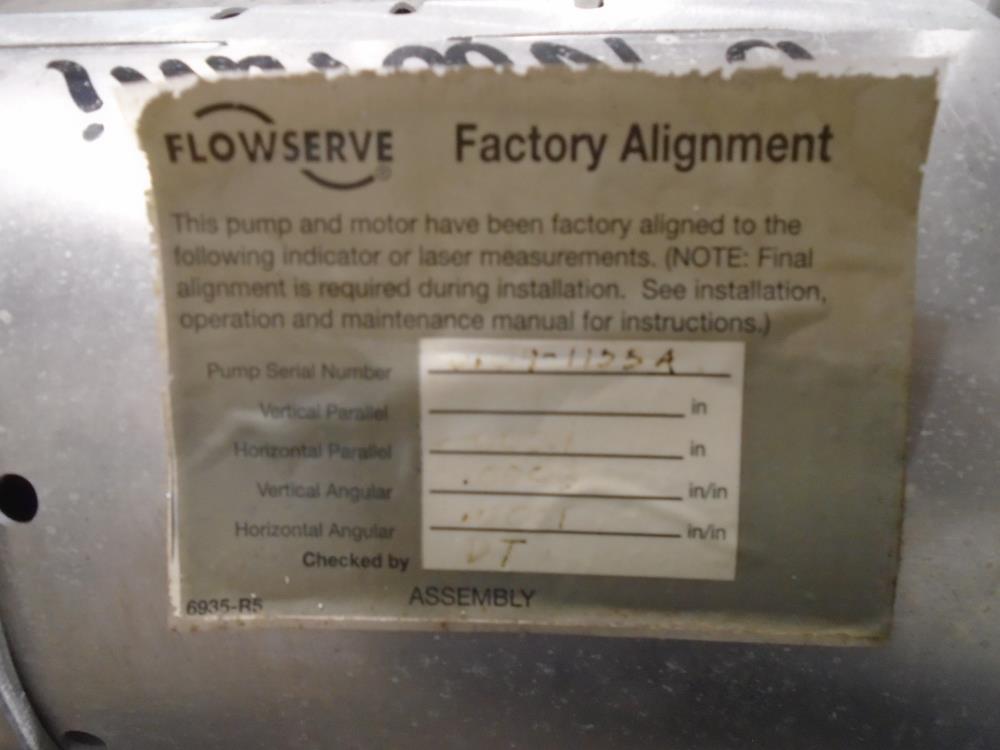 FLOWSERVE®
Factory Alignment
This pump and motor have been factory aligned to the
following indicator or laser measurements. (NOTE: Final
alignment is required during installation. See installation,
operation and maintenance manual for instructions.)
Pump Serial Number
Vertical Parallel in
Horizontal Parallel in
Vertical Angular in/in
Horizontal Angular in/in
Checked by
6935-R5
ASSEMBLY